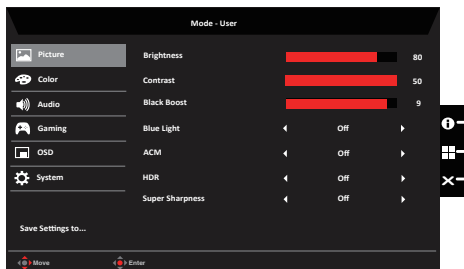 Mode - User
Picture
Brightness 80
Color
Contrast 50
Audio
Black Boost 9
Gaming
Blue Light Off
OSD
ACM Off
System
HDR Off
Super Sharpness Off
Save Settings to...
Move Enter